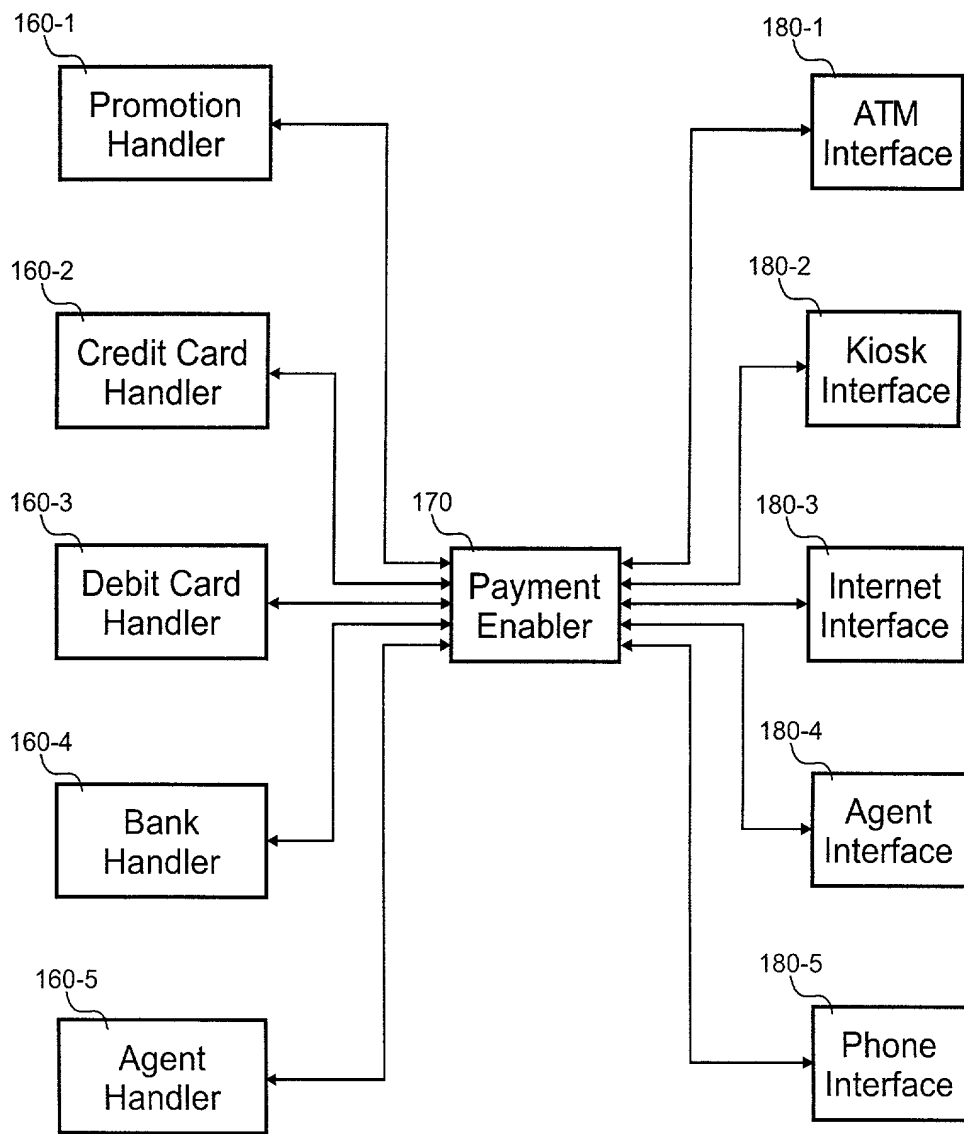 160-1
Promotion
Handler
160-2
Credit Card
Handler
160-3
Debit Card
Handler
160-4
Bank
Handler
160-5
Agent
Handler
170
Payment
Enabler
180-1
ATM
Interface
180-2
Kiosk
Interface
180-3
Internet
Interface
180-4
Agent
Interface
180-5
Phone
Interface